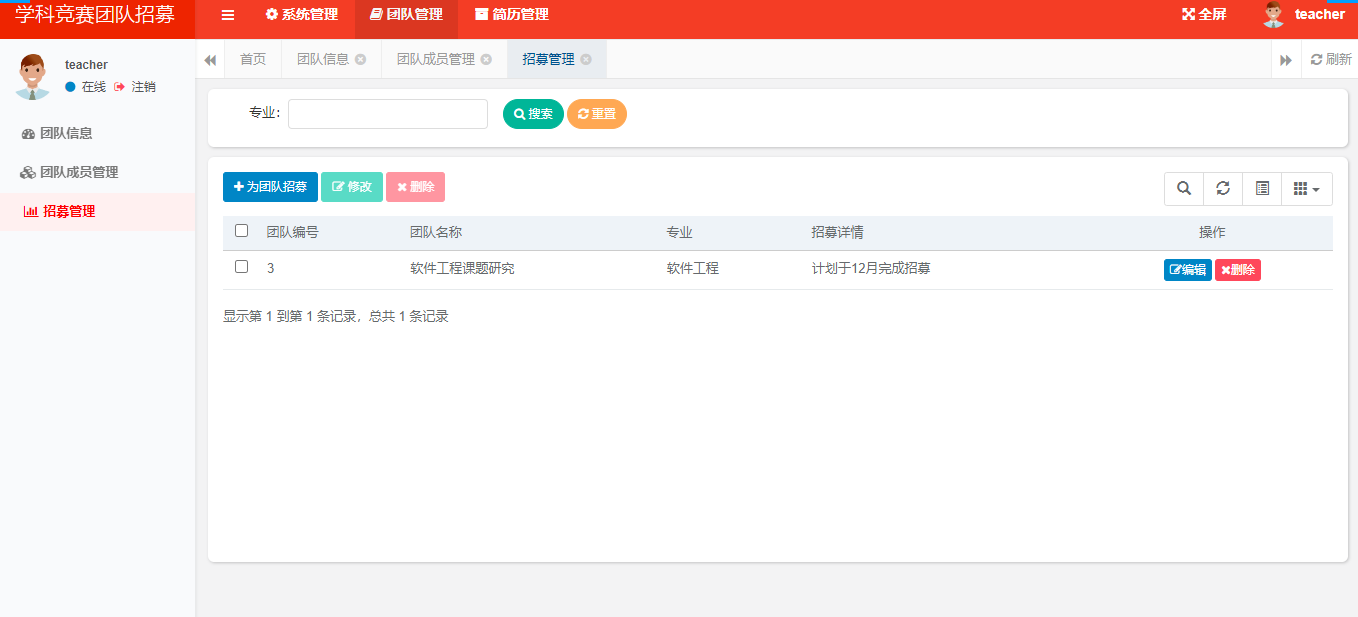 学科竞赛团队招募 系统管理 团队管理 简历管理 全屏 teacher
teacher
在线 注销
团队信息
团队成员管理
招募管理
首页 团队信息 团队成员管理 招募管理 刷新
专业： 搜索 重置
为团队招募 修改 删除
团队编号 团队名称 专业 招募详情 操作
3 软件工程课题研究 软件工程 计划于12月完成招募 编辑 删除
显示第 1 到第 1 条记录，总共 1 条记录